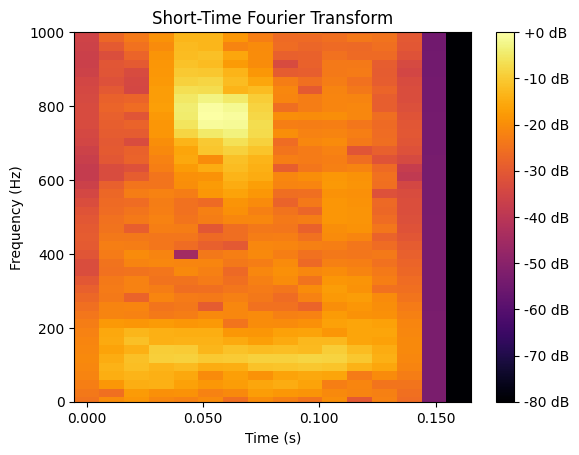 Short-Time Fourier Transform
1000
800
600
400
200
0
Frequency (Hz)
0.000
0.050
0.100
0.150
Time (s)
+0 dB
-10 dB
-20 dB
-30 dB
-40 dB
-50 dB
-60 dB
-70 dB
-80 dB